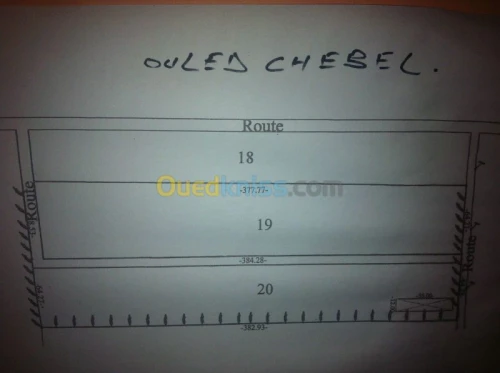 OULED CHEBEL.
Route
18
-377.77-
Ouedkniss.com
Route
19
Route
-384.28-
20
-382.93-